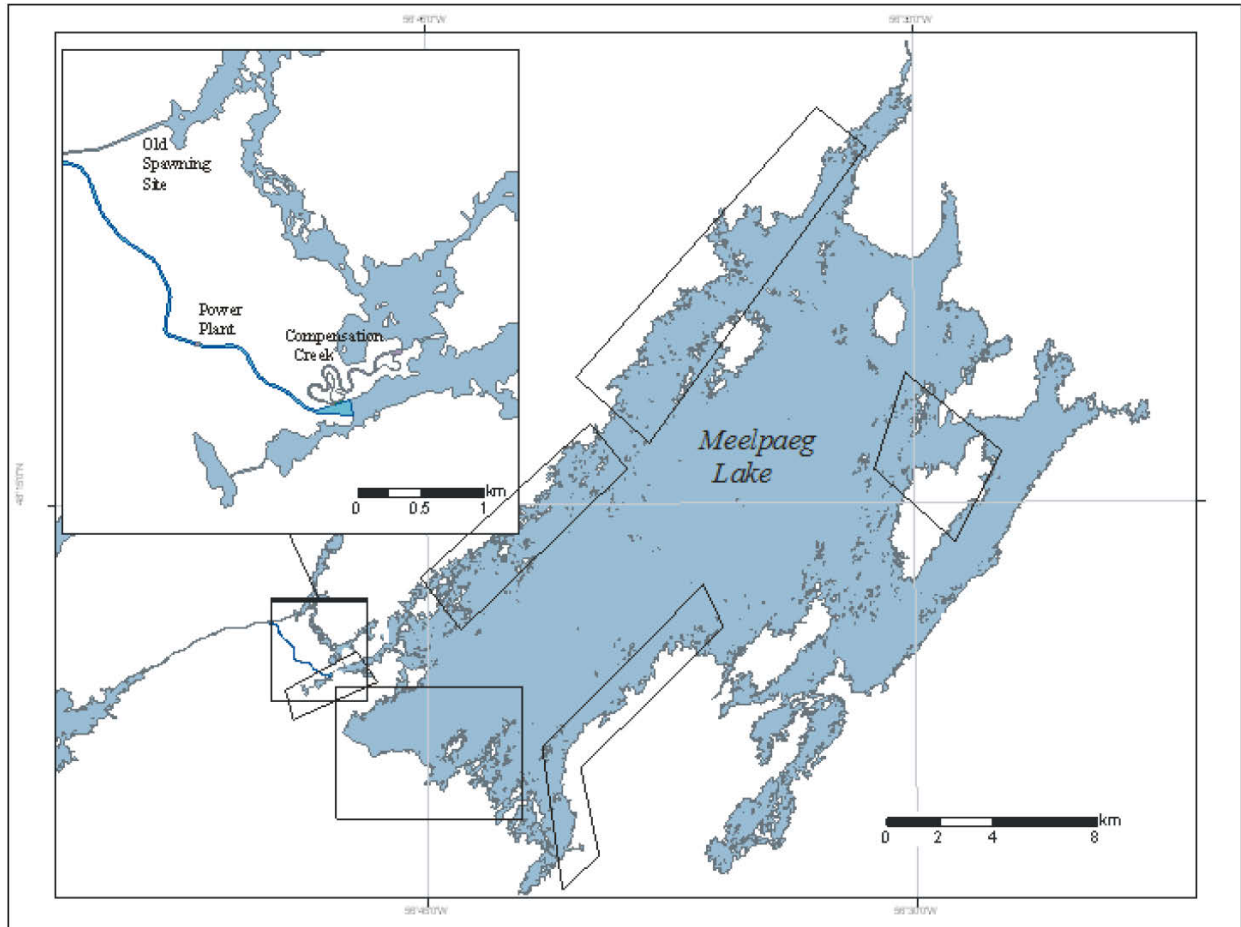 Old
Spawning
Site
Power
Plant
Compensation
Creek
km
0 0.5 1
Meelpaeg
Lake
km
0 2 4 8